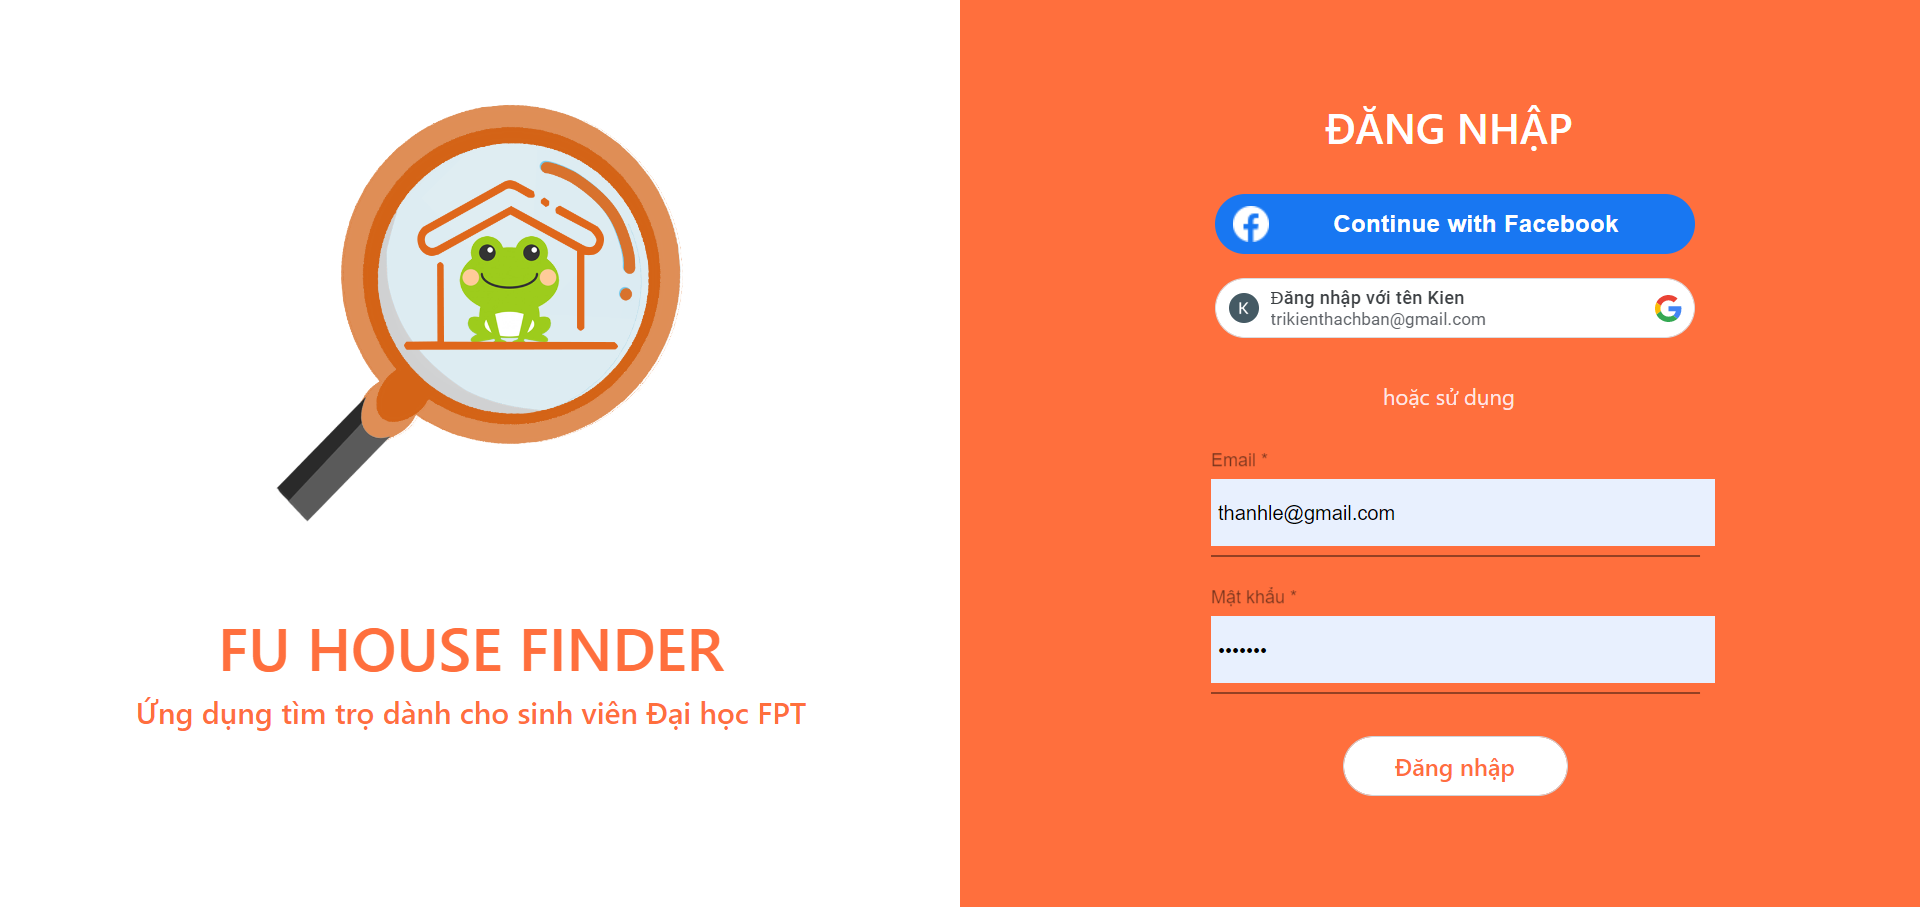 FU HOUSE FINDER
Ứng dụng tìm trọ dành cho sinh viên Đại học FPT
ĐĂNG NHẬP
Continue with Facebook
K
Đăng nhập với tên Kien
trikienthachban@gmail.com
hoặc sử dụng
Email *
thanhle@gmail.com
Mật khẩu *
•••••••
Đăng nhập